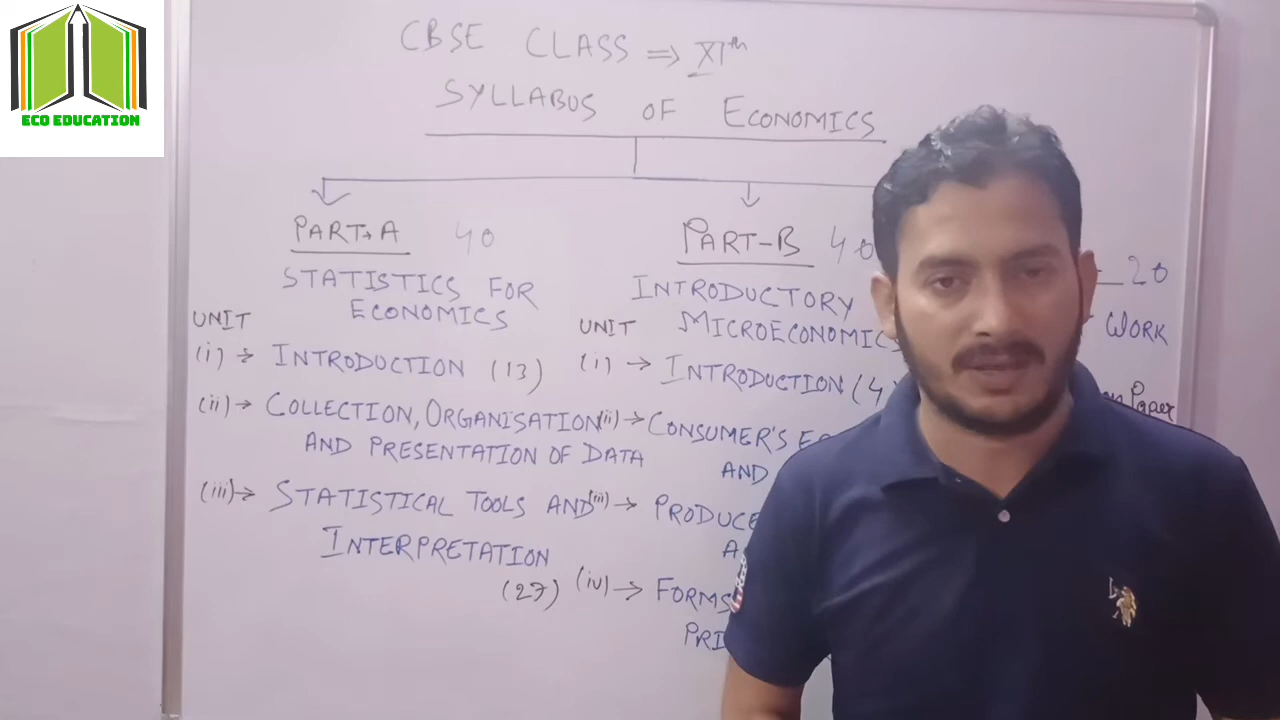 ECO EDUCATION
CBSE CLASS ⇒ XIth
SYLLABUS OF ECONOMICS
PART→A 40
STATISTICS FOR
ECONOMICS
UNIT
(i) → INTRODUCTION (13)
(ii) → COLLECTION, ORGANISATION
AND PRESENTATION OF DATA
(iii) → STATISTICAL TOOLS AND
INTERPRETATION
(27)
PART-B 40
INTRODUCTORY
MICROECONOMICS
UNIT
(i) → INTRODUCTION (4
(ii) → CONSUMER'S
AND
(iii) → PRODUCE
(iv) → FORMS
PRI
20
WORK
Paper